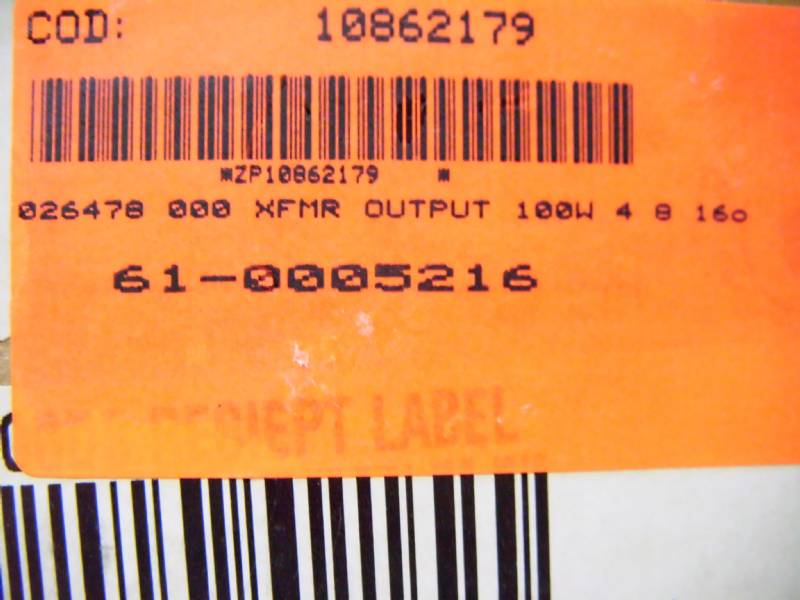 COD: 10862179
*ZP10862179 *
026478 000 XFMR OUTPUT 100W 4 8 16o
61-0005216
LABEL